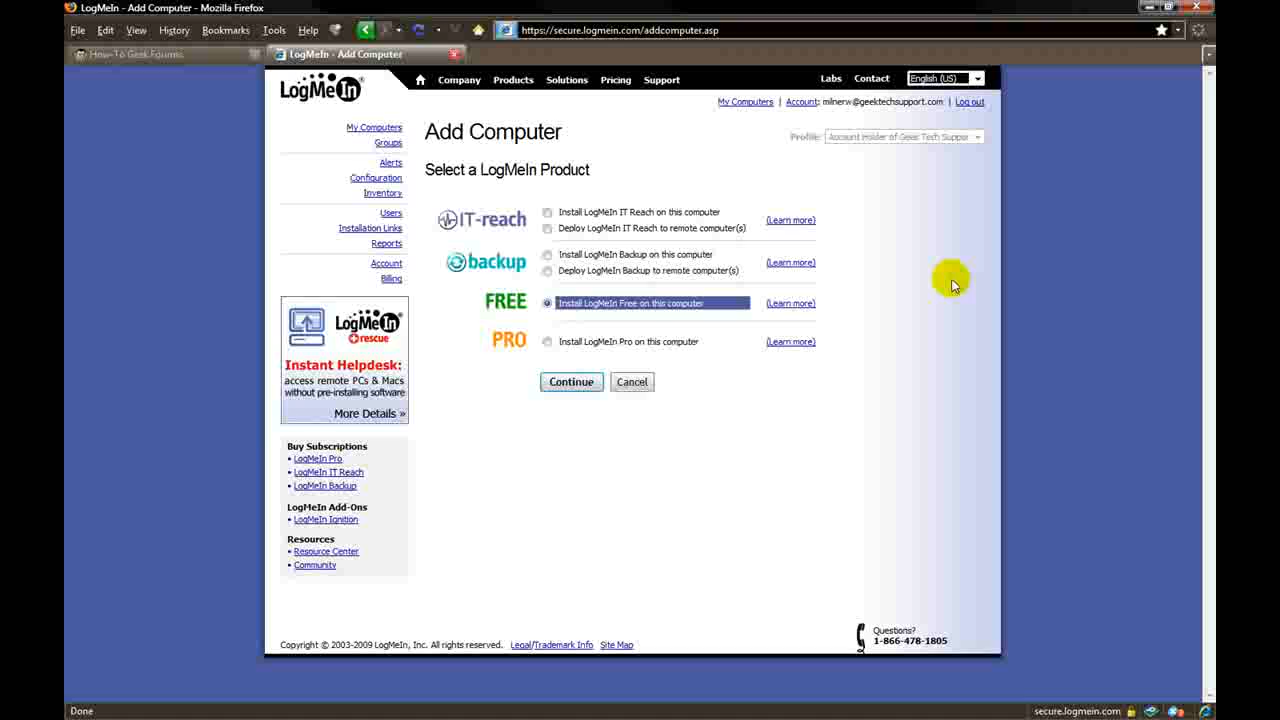 LogMeIn - Add Computer - Mozilla Firefox
File Edit View History Bookmarks Tools Help
https://secure.logmein.com/addcomputer.asp
How-To Geek Forums
LogMeIn - Add Computer
LogMeIn®
Company Products Solutions Pricing Support
Labs Contact English (US)
My Computers | Account: milnerw@geektechsupport.com | Log out
My Computers
Groups
Alerts
Configuration
Inventory
Users
Installation Links
Reports
Account
Billing
Add Computer
Profile: Account Holder of Geek Tech Suppor
Select a LogMeIn Product
IT-reach
Install LogMeIn IT Reach on this computer
Deploy LogMeIn IT Reach to remote computer(s)
(Learn more)
backup
Install LogMeIn Backup on this computer
Deploy LogMeIn Backup to remote computer(s)
(Learn more)
FREE
Install LogMeIn Free on this computer
(Learn more)
PRO
Install LogMeIn Pro on this computer
(Learn more)
Continue Cancel
LogMeIn®
rescue
Instant Helpdesk:
access remote PCs & Macs
without pre-installing software
More Details »
Buy Subscriptions
• LogMeIn Pro
• LogMeIn IT Reach
• LogMeIn Backup
LogMeIn Add-Ons
• LogMeIn Ignition
Resources
• Resource Center
• Community
Questions?
1-866-478-1805
Copyright © 2003-2009 LogMeIn, Inc. All rights reserved. Legal/Trademark Info Site Map
Done
secure.logmein.com